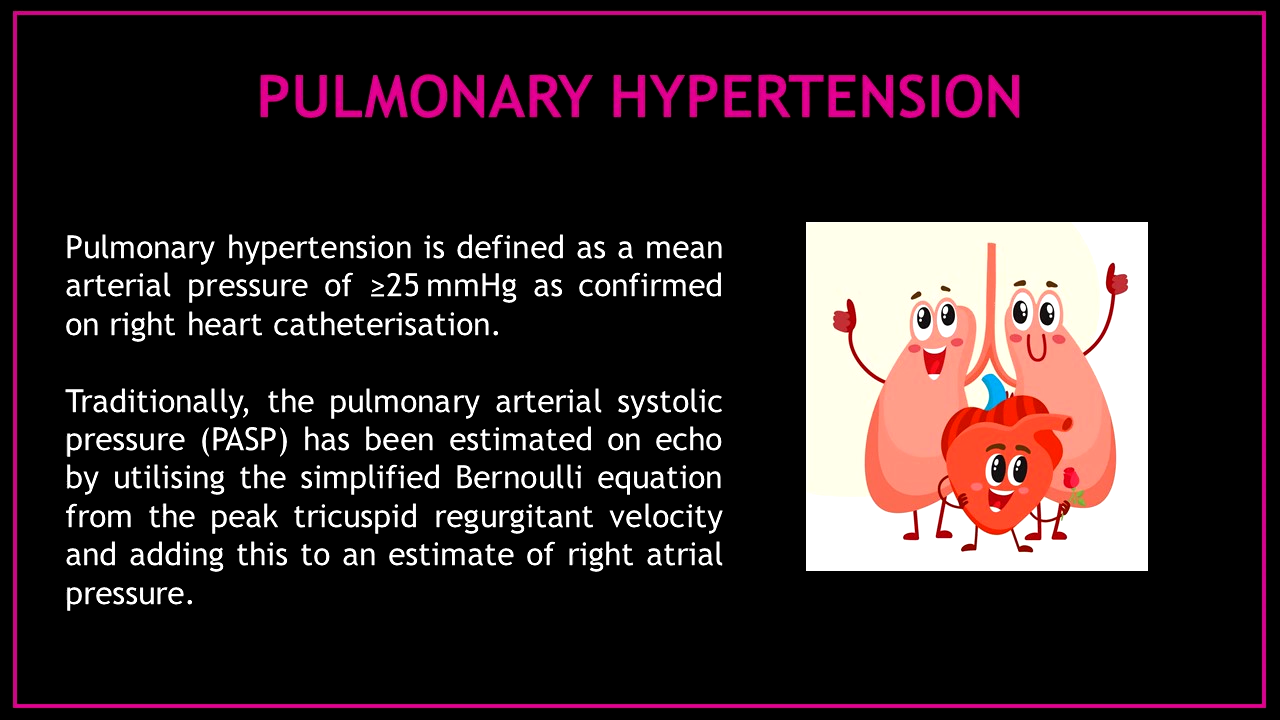 PULMONARY HYPERTENSION
Pulmonary hypertension is defined as a mean
arterial pressure of ≥25 mmHg as confirmed
on right heart catheterisation.
Traditionally, the pulmonary arterial systolic
pressure (PASP) has been estimated on echo
by utilising the simplified Bernoulli equation
from the peak tricuspid regurgitant velocity
and adding this to an estimate of right atrial
pressure.